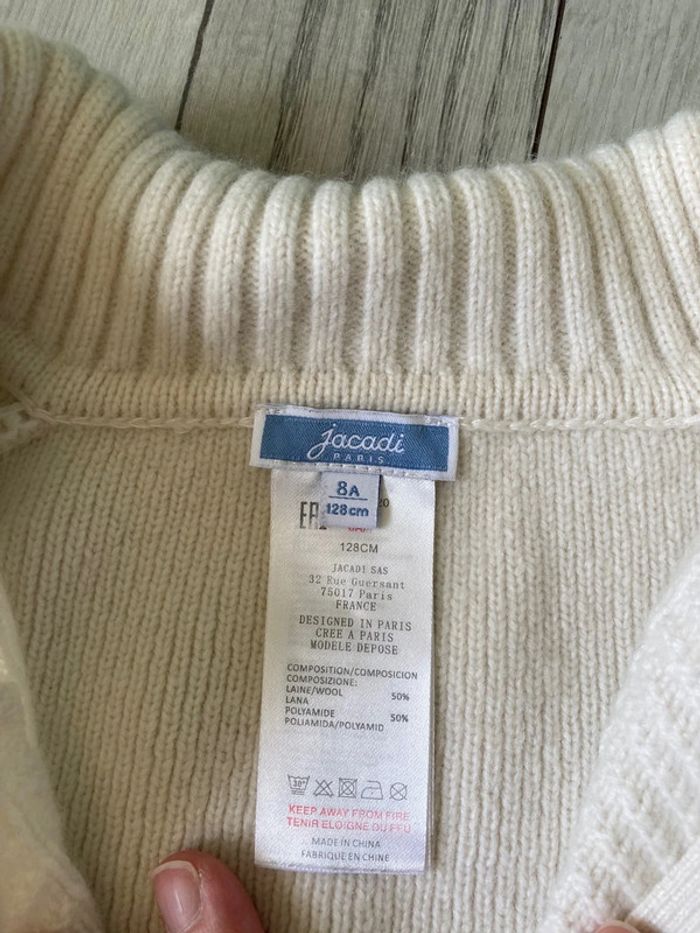 jacadi
PARIS
8A
128cm
128CM
JACADI SAS
32 Rue Guersant
75017 Paris
FRANCE
DESIGNED IN PARIS
CREE A PARIS
MODELE DEPOSE
COMPOSITION/COMPOSICION
COMPOSIZIONE:
LAINE/WOOL 50%
LANA
POLYAMIDE 50%
POLIAMIDA/POLYAMID
30°
KEEP AWAY FROM FIRE
TENIR ELOIGNE DU FEU
MADE IN CHINA
FABRIQUE EN CHINE